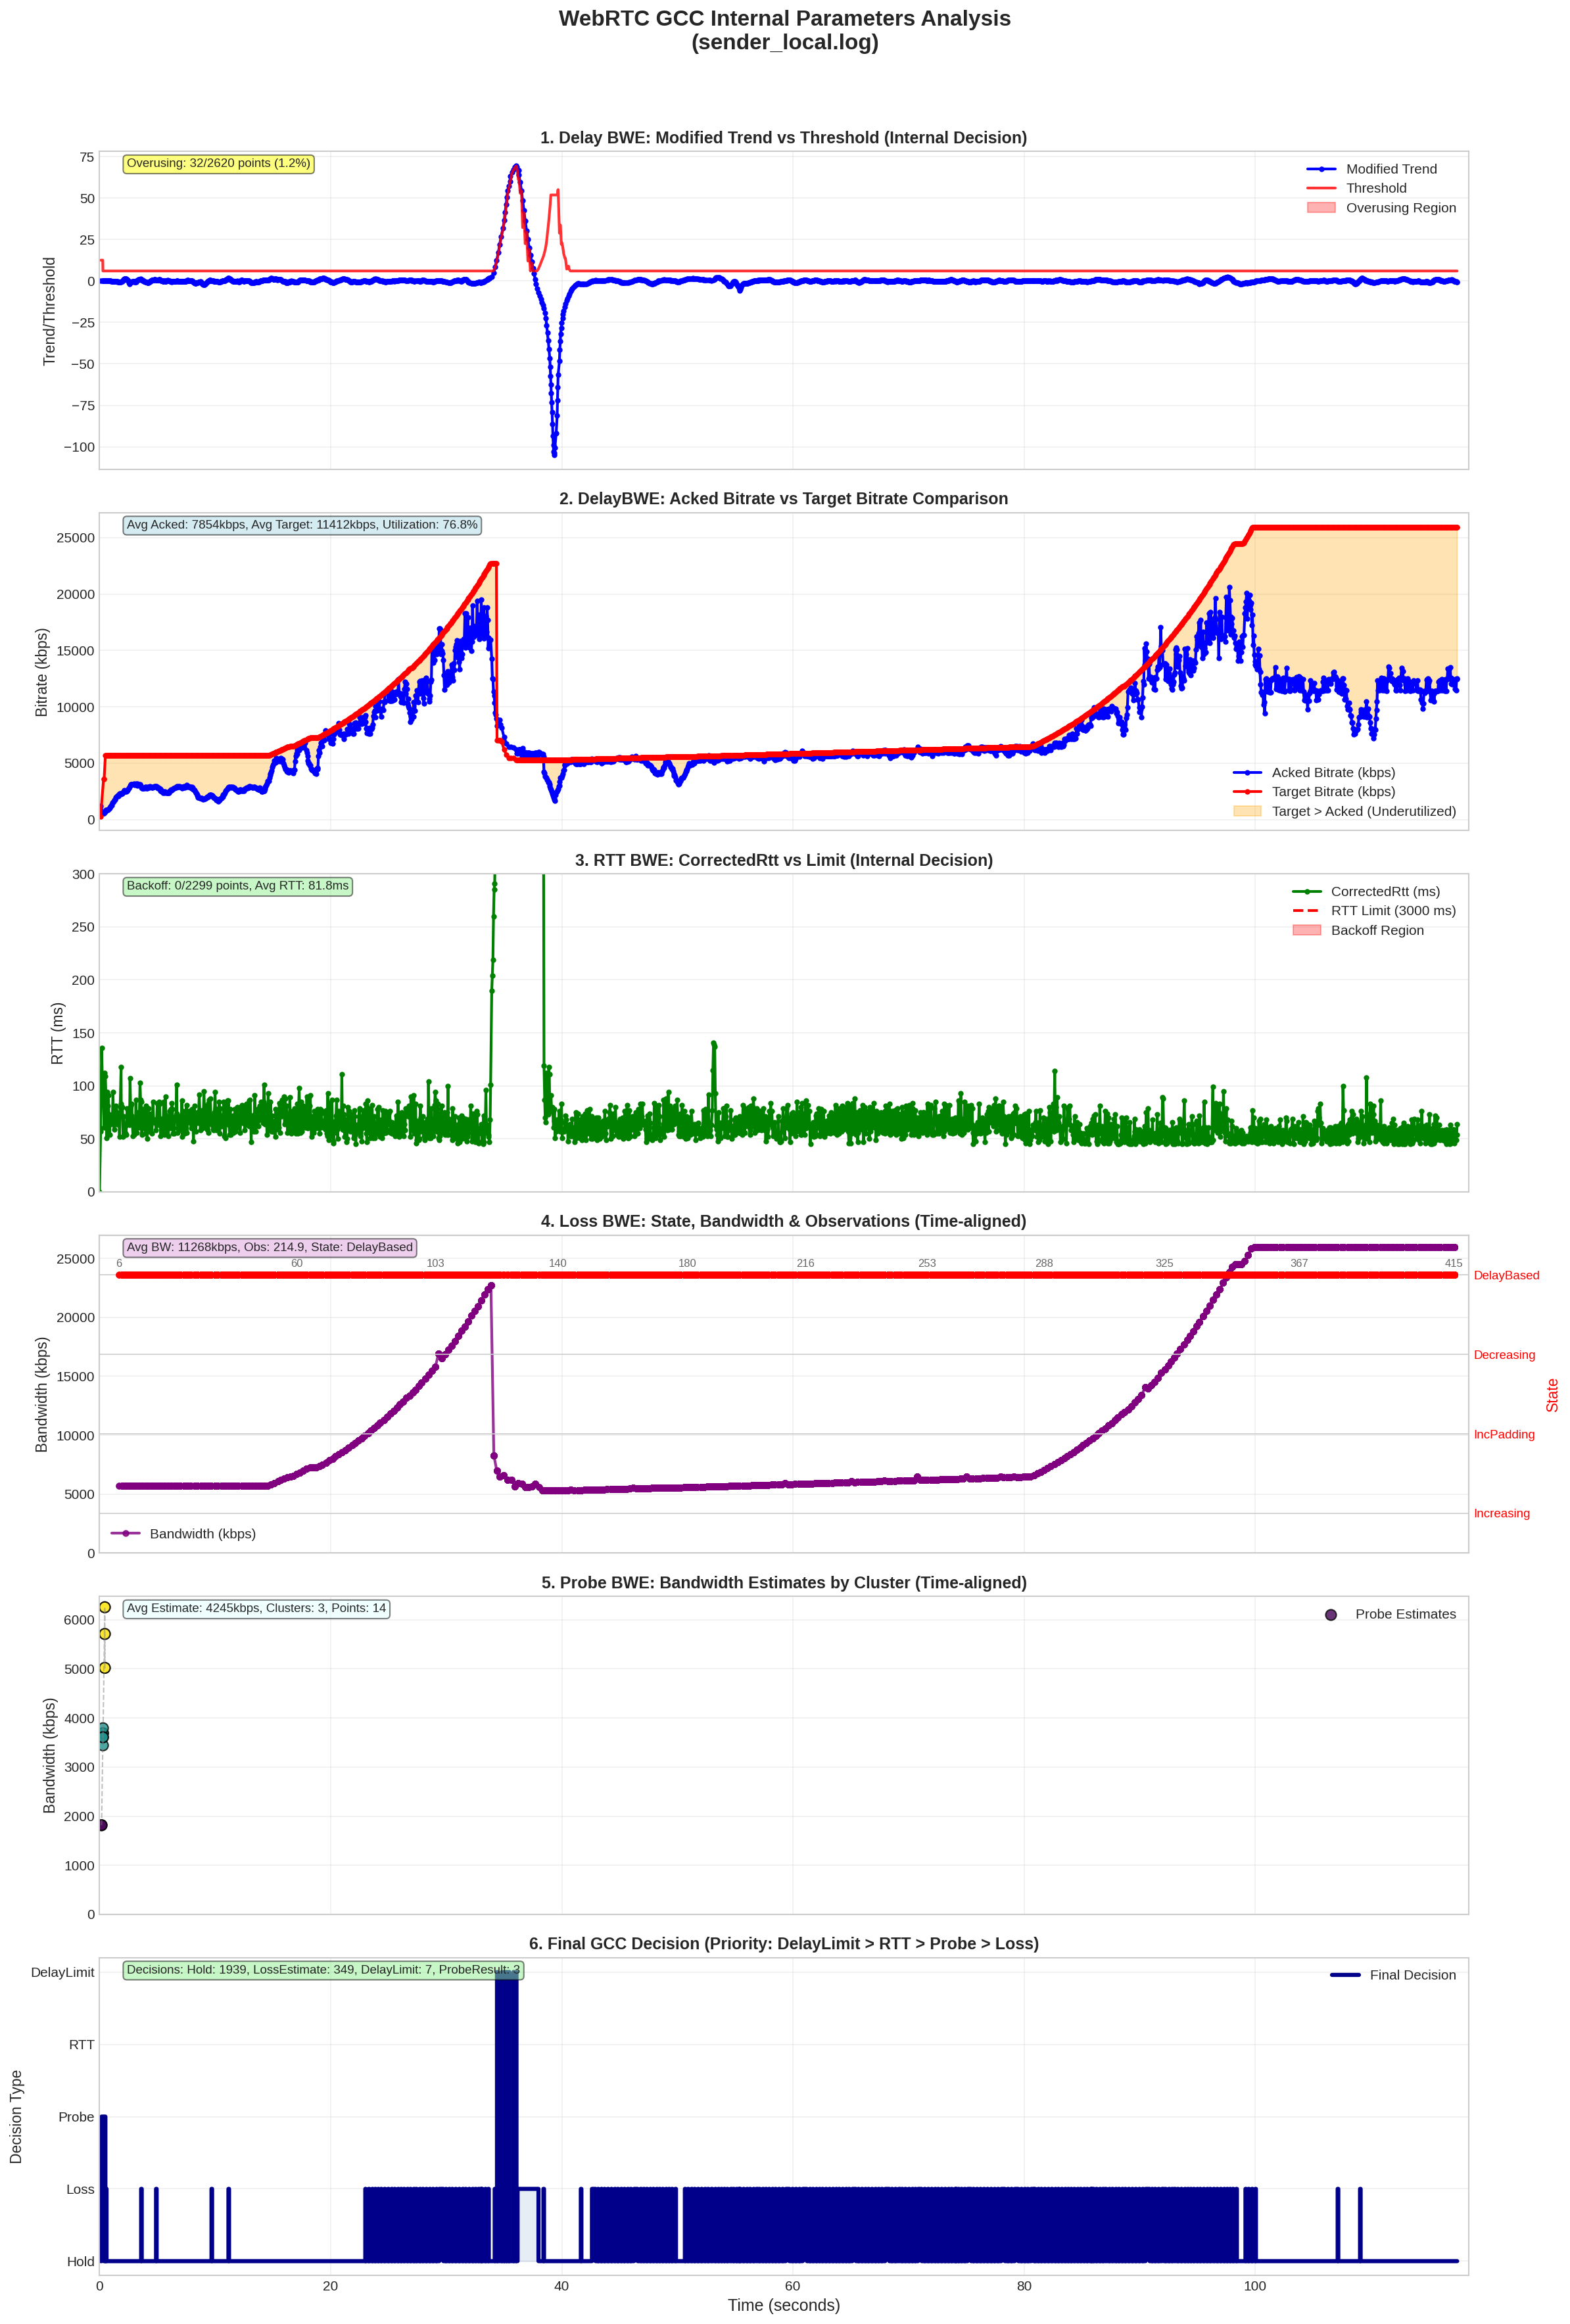 WebRTC GCC Internal Parameters Analysis
(sender_local.log)
1. Delay BWE: Modified Trend vs Threshold (Internal Decision)
Overusing: 32/2620 points (1.2%)
Modified Trend
Threshold
Overusing Region
Trend/Threshold
75
50
25
0
−25
−50
−75
−100
2. DelayBWE: Acked Bitrate vs Target Bitrate Comparison
Avg Acked: 7854kbps, Avg Target: 11412kbps, Utilization: 76.8%
Acked Bitrate (kbps)
Target Bitrate (kbps)
Target > Acked (Underutilized)
Bitrate (kbps)
25000
20000
15000
10000
5000
0
3. RTT BWE: CorrectedRtt vs Limit (Internal Decision)
Backoff: 0/2299 points, Avg RTT: 81.8ms
CorrectedRtt (ms)
RTT Limit (3000 ms)
Backoff Region
RTT (ms)
300
250
200
150
100
50
0
4. Loss BWE: State, Bandwidth & Observations (Time-aligned)
Avg BW: 11268kbps, Obs: 214.9, State: DelayBased
6 60 103 140 180 216 253 288 325 367 415
DelayBased
Decreasing
IncPadding
Increasing
State
Bandwidth (kbps)
Bandwidth (kbps)
25000
20000
15000
10000
5000
0
5. Probe BWE: Bandwidth Estimates by Cluster (Time-aligned)
Avg Estimate: 4245kbps, Clusters: 3, Points: 14
Probe Estimates
Bandwidth (kbps)
6000
5000
4000
3000
2000
1000
0
6. Final GCC Decision (Priority: DelayLimit > RTT > Probe > Loss)
Decisions: Hold: 1939, LossEstimate: 349, DelayLimit: 7, ProbeResult: 3
Final Decision
Decision Type
DelayLimit
RTT
Probe
Loss
Hold
0 20 40 60 80 100
Time (seconds)